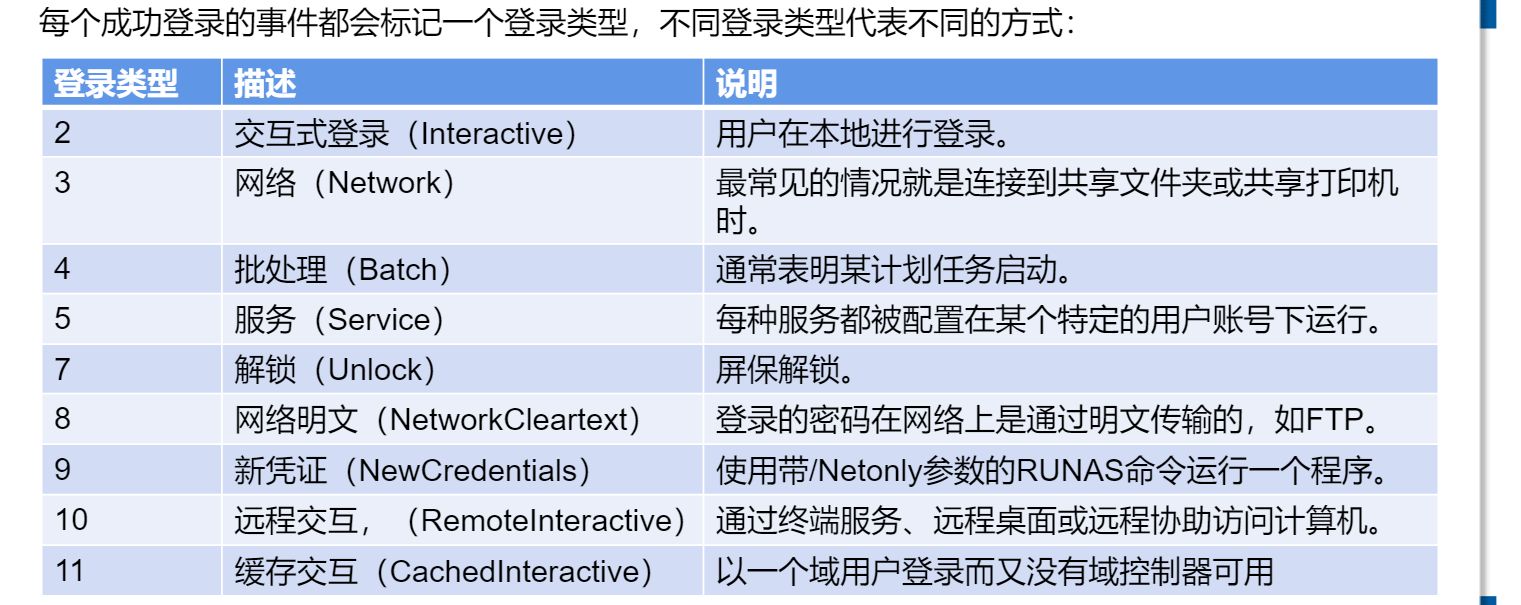 每个成功登录的事件都会标记一个登录类型，不同登录类型代表不同的方式：
登录类型 描述 说明
2 交互式登录（Interactive） 用户在本地进行登录。
3 网络（Network） 最常见的情况就是连接到共享文件夹或共享打印机
时。
4 批处理（Batch） 通常表明某计划任务启动。
5 服务（Service） 每种服务都被配置在某个特定的用户账号下运行。
7 解锁（Unlock） 屏保解锁。
8 网络明文（NetworkCleartext） 登录的密码在网络上是通过明文传输的，如FTP。
9 新凭证（NewCredentials） 使用带/Netonly参数的RUNAS命令运行一个程序。
10 远程交互，（RemoteInteractive） 通过终端服务、远程桌面或远程协助访问计算机。
11 缓存交互（CachedInteractive） 以一个域用户登录而又没有域控制器可用